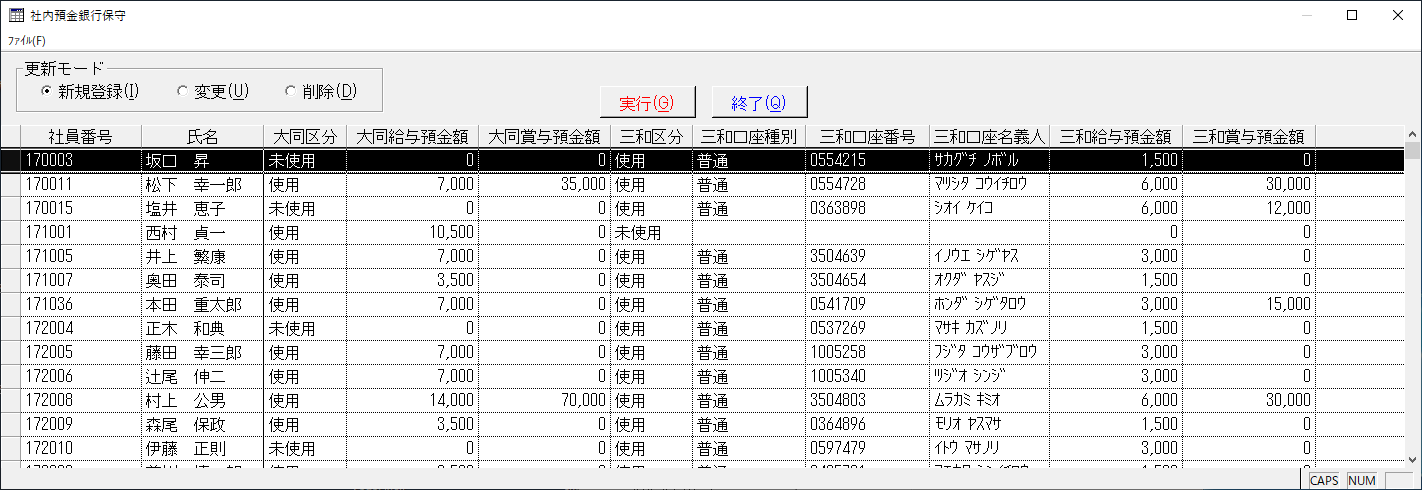 社内預金銀行保守
ﾌｧｲﾙ(F)
更新モード
新規登録(I) 変更(U) 削除(D)
実行(G) 終了(Q)
社員番号 氏名 大同区分 大同給与預金額 大同賞与預金額 三和区分 三和口座種別 三和口座番号 三和口座名義人 三和給与預金額 三和賞与預金額
170003 坂口 昇 未使用 0 0 使用 普通 0554215 ｻｶｸﾞﾁ ﾉﾎﾞﾙ 1,500 0
170011 松下 幸一郎 使用 7,000 35,000 使用 普通 0554728 ﾏﾂｼﾀ ｺｳｲﾁﾛｳ 6,000 30,000
170015 塩井 恵子 未使用 0 0 使用 普通 0363898 ｼｵｲ ｹｲｺ 6,000 12,000
171001 西村 貞一 使用 10,500 0 未使用 0 0
171005 井上 繁康 使用 7,000 0 使用 普通 3504639 ｲﾉｳｴ ｼｹﾞﾔｽ 3,000 0
171007 奥田 泰司 使用 3,500 0 使用 普通 3504654 ｵｸﾀﾞ ﾔｽｼﾞ 1,500 0
171036 本田 重太郎 使用 7,000 0 使用 普通 0541709 ﾎﾝﾀﾞ ｼｹﾞﾀﾛｳ 3,000 15,000
172004 正木 和典 未使用 0 0 使用 普通 0537269 ﾏｻｷ ｶｽﾞﾉﾘ 1,500 0
172005 藤田 幸三郎 使用 7,000 0 使用 普通 1005258 ﾌｼﾞﾀ ｺｳｻﾞﾌﾞﾛｳ 3,000 0
172006 辻尾 伸二 使用 7,000 0 使用 普通 1005340 ﾂｼﾞｵ ｼﾝｼﾞ 3,000 0
172008 村上 公男 使用 14,000 70,000 使用 普通 3504803 ﾑﾗｶﾐ ｷﾐｵ 6,000 30,000
172009 森尾 保政 使用 3,500 0 使用 普通 0364896 ﾓﾘｵ ﾔｽﾏｻ 1,500 0
172010 伊藤 正則 未使用 0 0 使用 普通 0597479 ｲﾄｳ ﾏｻﾉﾘ 3,000 0
CAPS NUM